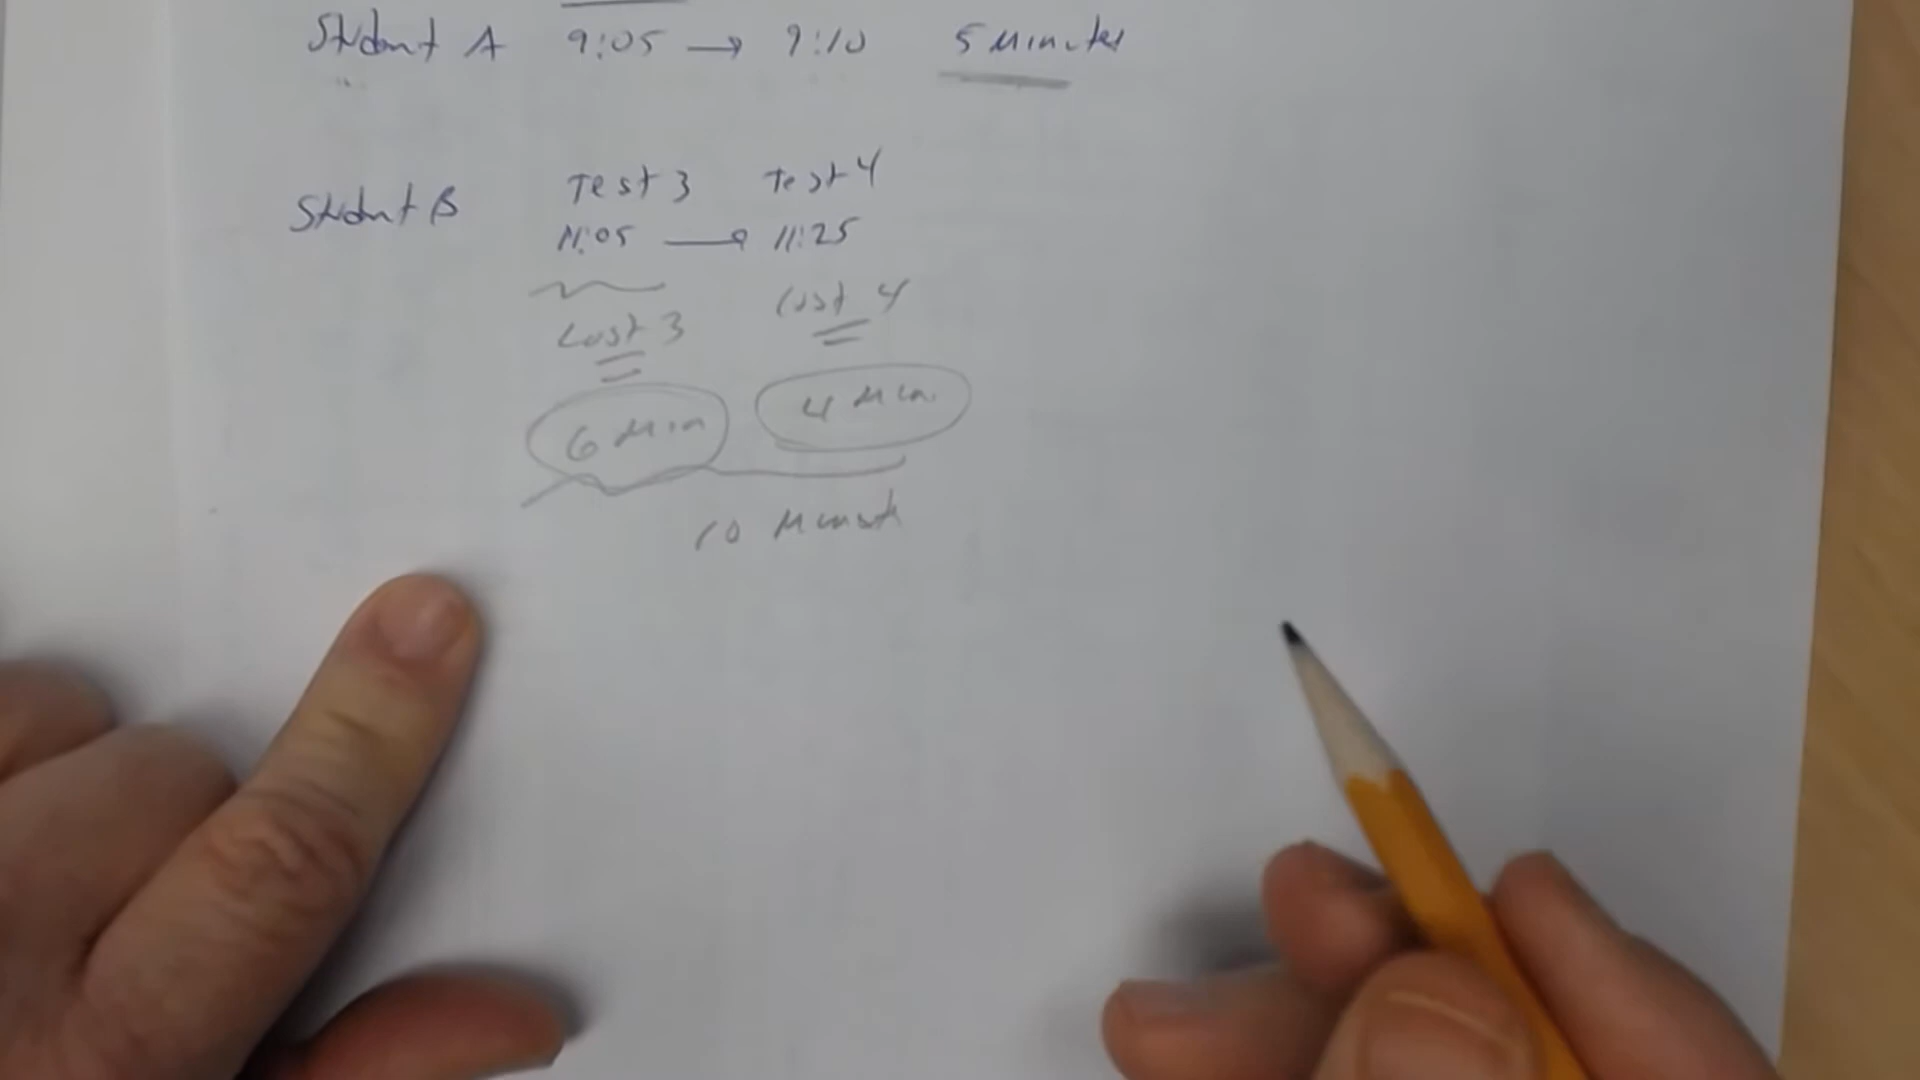 Student A 9:05 → 9:10 5 minutes
Student B
Test 3 Test 4
11:05 → 11:25
Lost 3 Lost 4
6 Min 4 Min.
10 Minutes